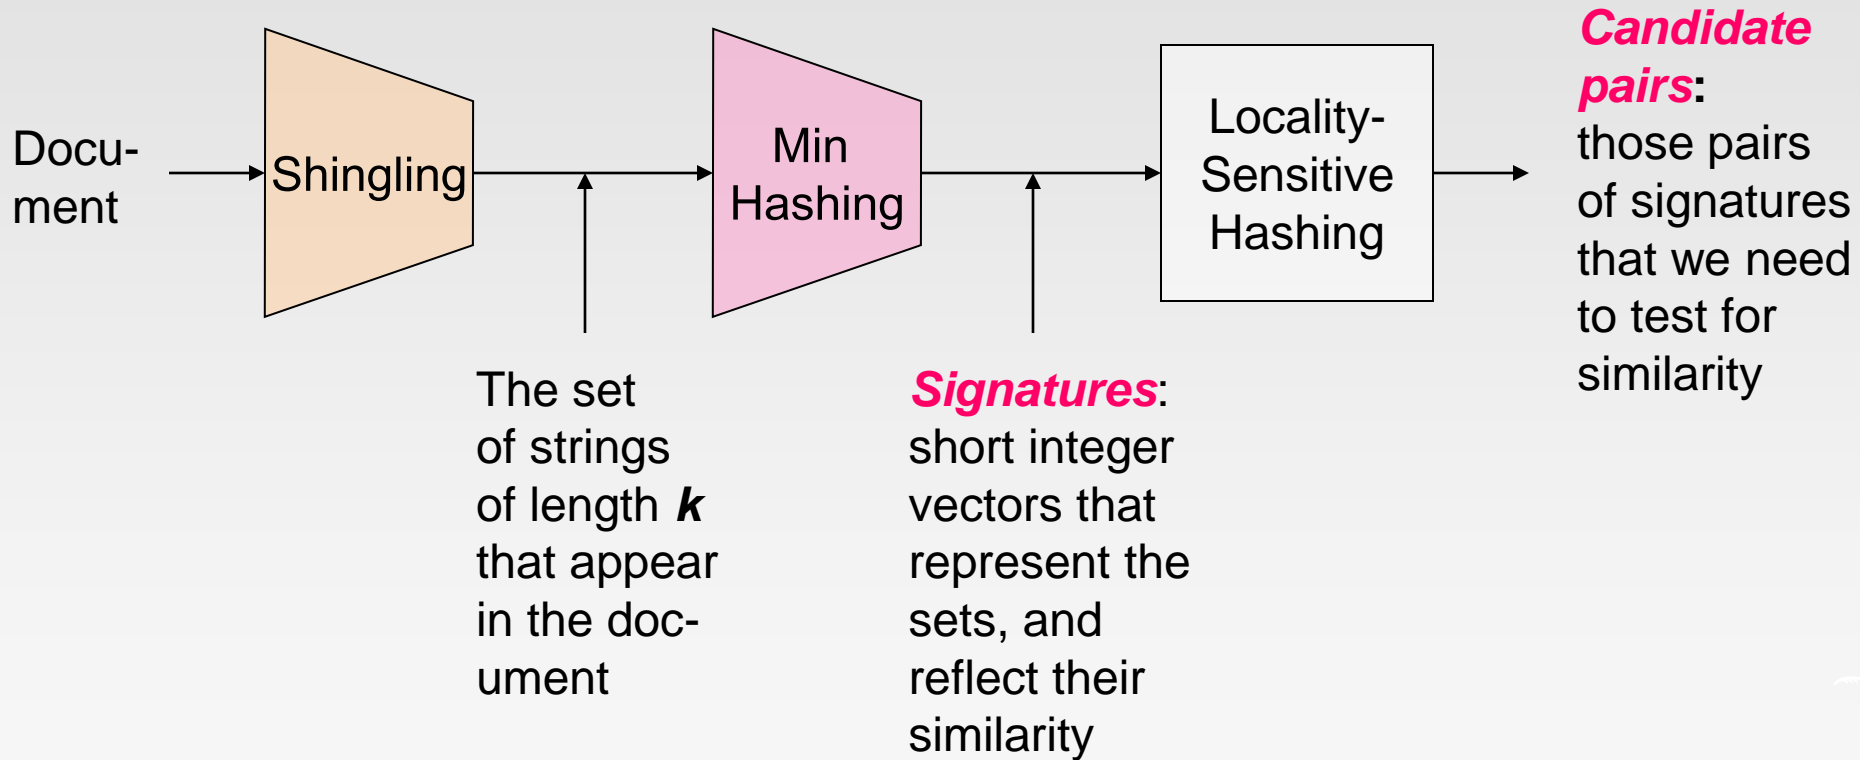 Docu-
ment
Shingling
Min
Hashing
Locality-
Sensitive
Hashing
Candidate
pairs:
those pairs
of signatures
that we need
to test for
similarity
The set
of strings
of length k
that appear
in the doc-
ument
Signatures:
short integer
vectors that
represent the
sets, and
reflect their
similarity